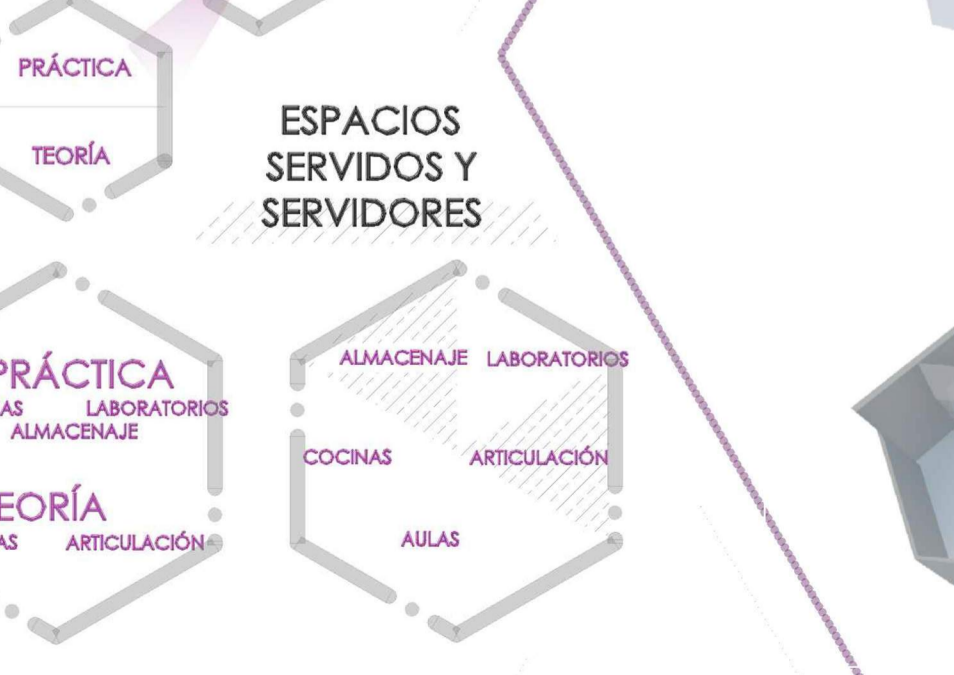 PRÁCTICA
TEORÍA
ESPACIOS
SERVIDOS Y
SERVIDORES
PRÁCTICA
LABORATORIOS
ALMACENAJE
ARTICULACIÓN
ALMACENAJE LABORATORIOS
COCINAS ARTICULACIÓN
AULAS